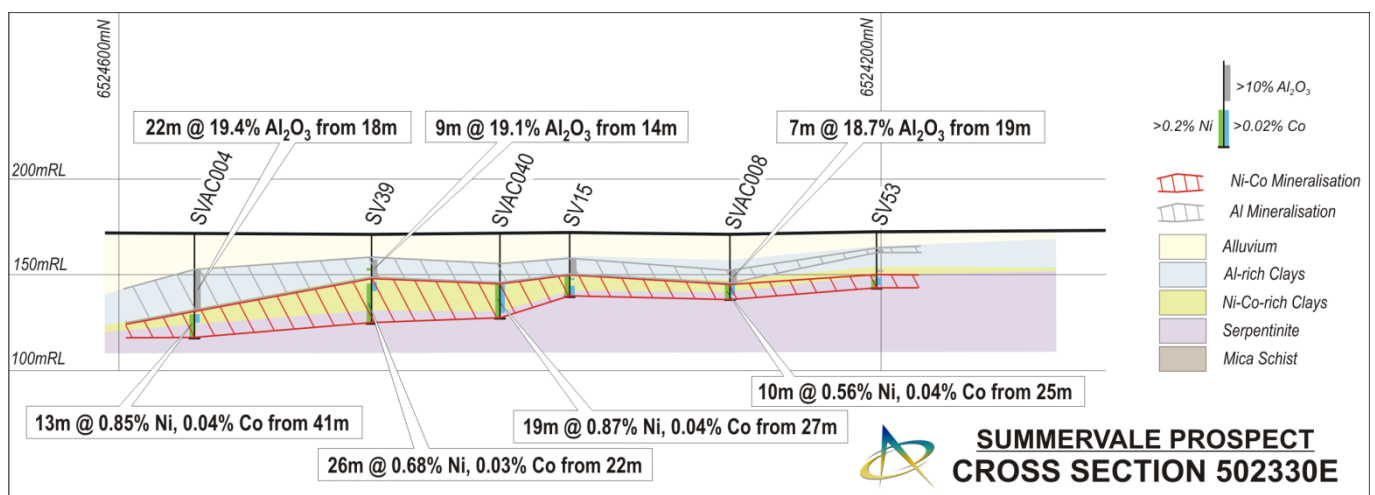 6524600mN
6524200mN
22m @ 19.4% Al₂O₃ from 18m
9m @ 19.1% Al₂O₃ from 14m
7m @ 18.7% Al₂O₃ from 19m
>10% Al₂O₃
>0.2% Ni
>0.02% Co
200mRL
SVAC004
SV39
SVAC040
SV15
SVAC008
SV53
Ni-Co Mineralisation
Al Mineralisation
150mRL
Alluvium
Al-rich Clays
Ni-Co-rich Clays
Serpentinite
Mica Schist
100mRL
13m @ 0.85% Ni, 0.04% Co from 41m
26m @ 0.68% Ni, 0.03% Co from 22m
19m @ 0.87% Ni, 0.04% Co from 27m
10m @ 0.56% Ni, 0.04% Co from 25m
SUMMERVALE PROSPECT
CROSS SECTION 502330E